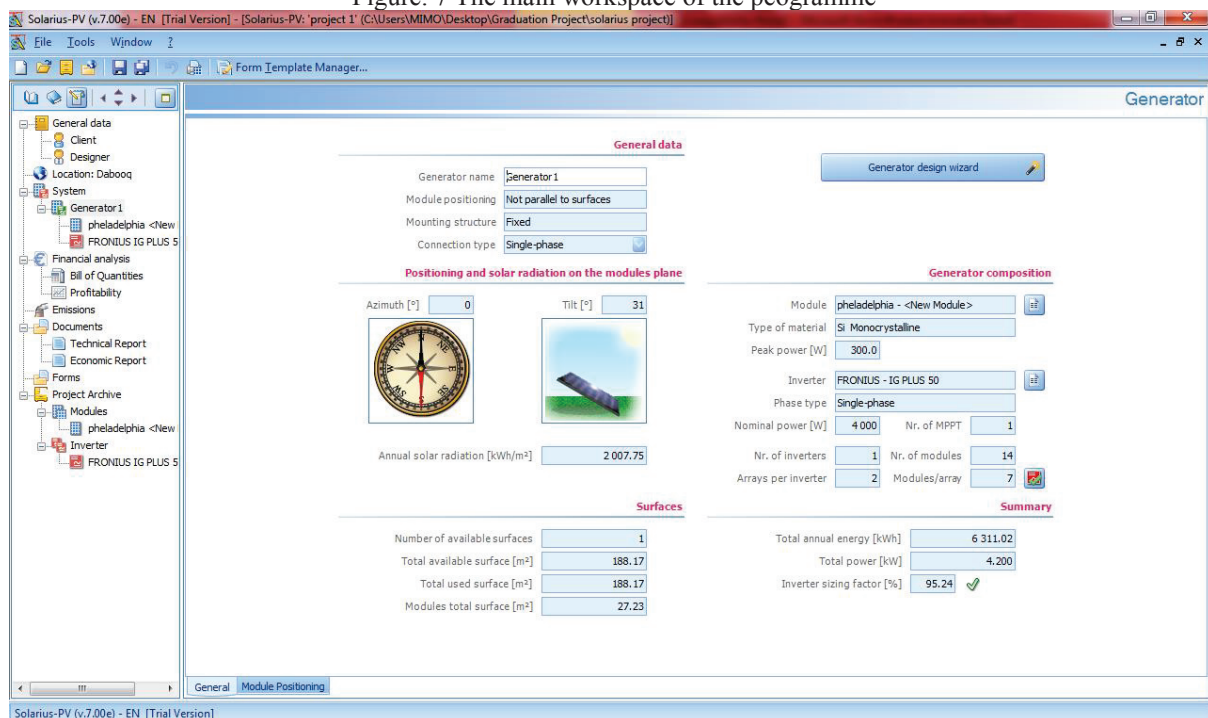 Figure: 7 The main workspace of the peogramme
Solarius-PV (v.7.00e) - EN [Trial Version] - [Solarius-PV: 'project 1' (C:\Users\MIMO\Desktop\Graduation Project\solarius project)]
File Tools Window ?
Form Template Manager...
Generator
General data
Client
Designer
Location: Dabooq
System
Generator1
pheladelphia <New
FRONIUS IG PLUS 5
Financial analysis
Bill of Quantities
Profitability
Emissions
Documents
Technical Report
Economic Report
Forms
Project Archive
Modules
pheladelphia <New
Inverter
FRONIUS IG PLUS 5
General data
Generator name Generator1
Module positioning Not parallel to surfaces
Mounting structure Fixed
Connection type Single-phase
Generator design wizard
Positioning and solar radiation on the modules plane
Azimuth [°] 0 Tilt [°] 31
N NE E SE S SW W NW
Annual solar radiation [kWh/m²] 2 007.75
Generator composition
Module pheladelphia - <New Module>
Type of material Si Monocrystalline
Peak power [W] 300.0
Inverter FRONIUS - IG PLUS 50
Phase type Single-phase
Nominal power [W] 4 000 Nr. of MPPT 1
Nr. of inverters 1 Nr. of modules 14
Arrays per inverter 2 Modules/array 7
Surfaces
Number of available surfaces 1
Total available surface [m²] 188.17
Total used surface [m²] 188.17
Modules total surface [m²] 27.23
Summary
Total annual energy [kWh] 6 311.02
Total power [kW] 4.200
Inverter sizing factor [%] 95.24
General Module Positioning
Solarius-PV (v.7.00e) - EN [Trial Version]